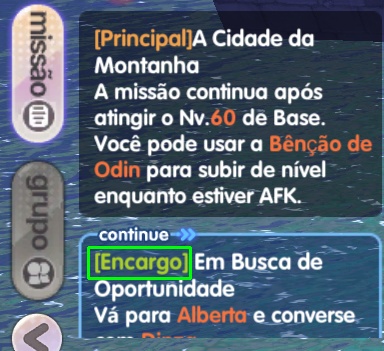 missão
grupo
[Principal]A Cidade da
Montanha
A missão continua após
atingir o Nv.60 de Base.
Você pode usar a Bênção de
Odin para subir de nível
enquanto estiver AFK.
continue
[Encargo] Em Busca de
Oportunidade
Vá para Alberta e converse
com